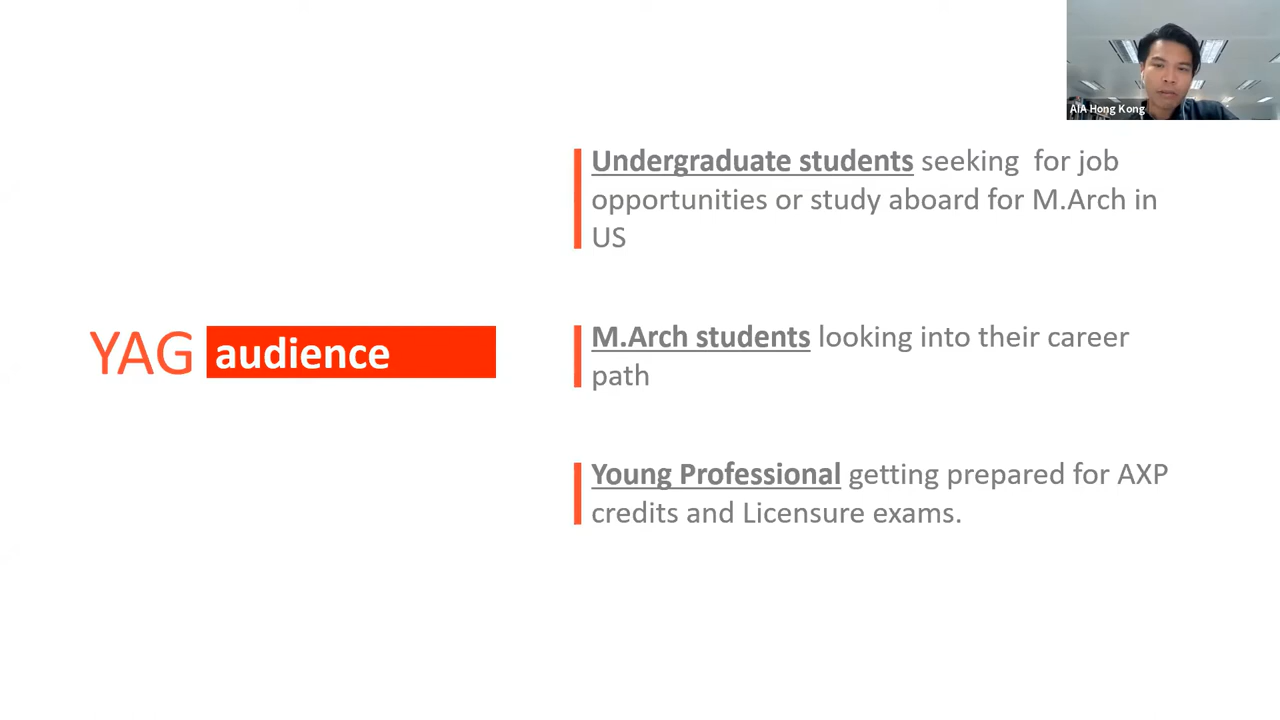 AIA Hong Kong
Undergraduate students seeking  for job
opportunities or study aboard for M.Arch in
US
YAG audience
M.Arch students looking into their career
path
Young Professional getting prepared for AXP
credits and Licensure exams.